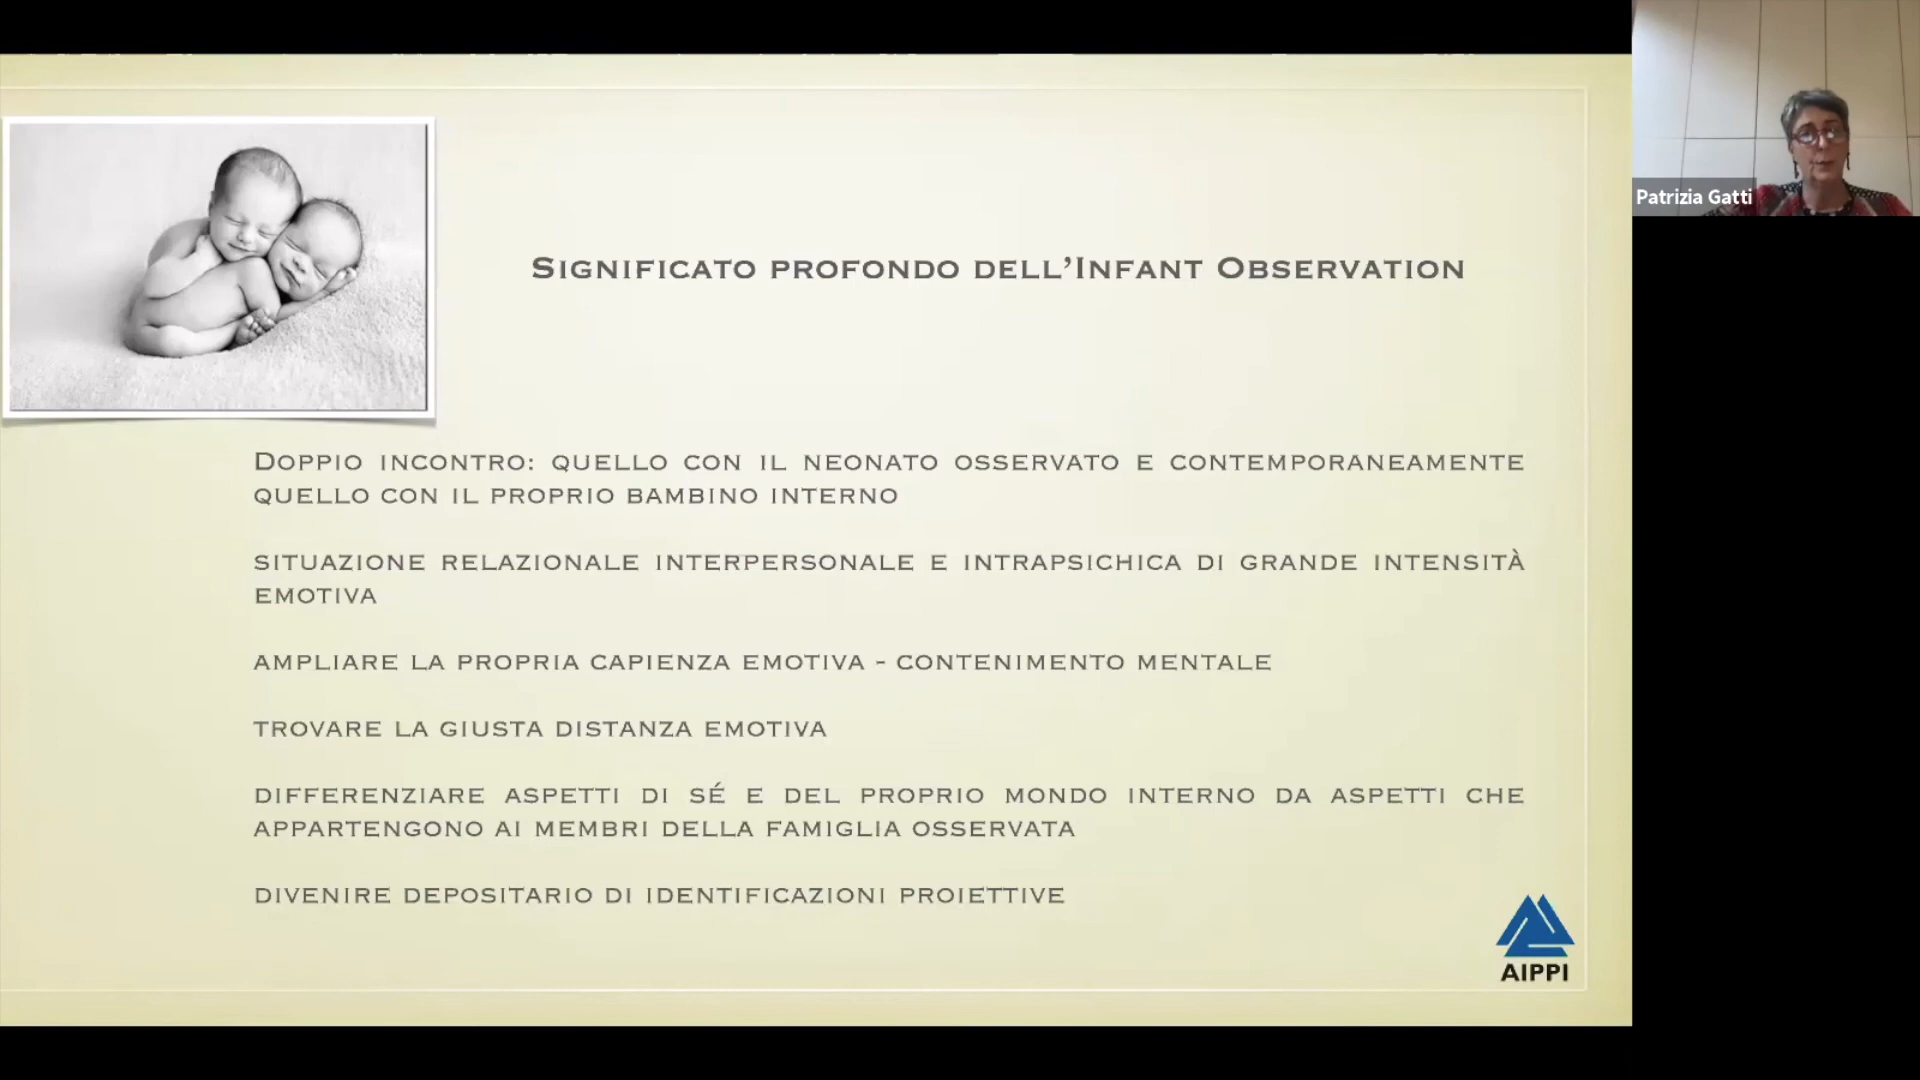 Patrizia Gatti
Significato profondo dell’Infant Observation
Doppio incontro: quello con il neonato osservato e contemporaneamente
quello con il proprio bambino interno
situazione relazionale interpersonale e intrapsichica di grande intensità
emotiva
ampliare la propria capienza emotiva - contenimento mentale
trovare la giusta distanza emotiva
differenziare aspetti di sé e del proprio mondo interno da aspetti che
appartengono ai membri della famiglia osservata
divenire depositario di identificazioni proiettive
AIPPI